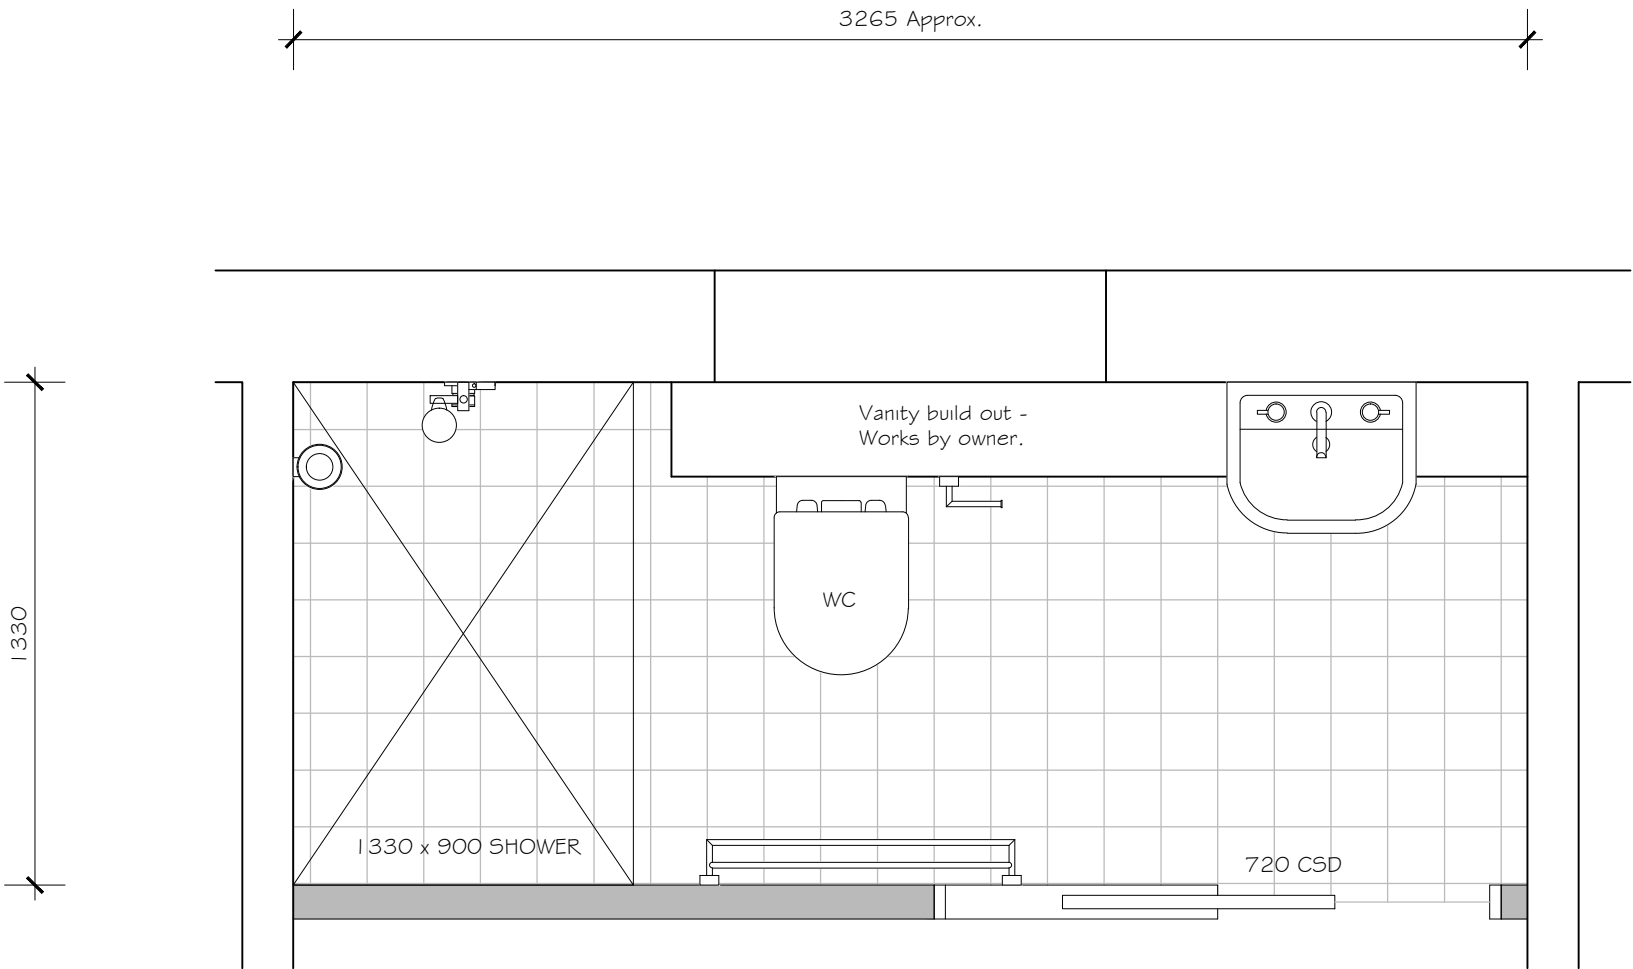 3265 Approx.
Vanity build out -
Works by owner.
WC
1330
1330 x 900 SHOWER
720 CSD